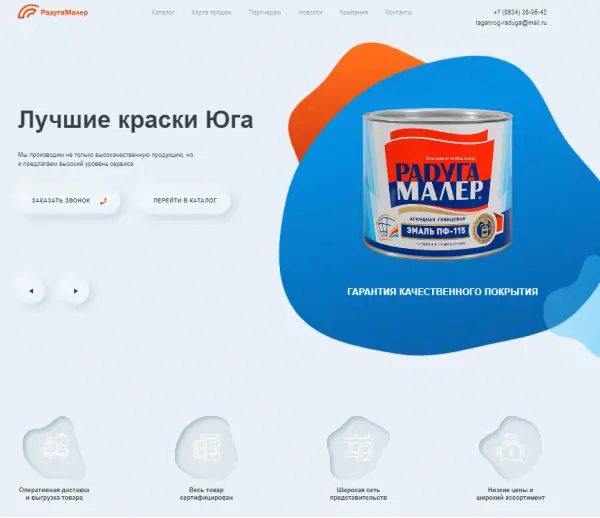 РадугаМалер
Каталог
Карта продаж
Партнерам
Новости
Компания
Контакты
+7 (8634) 38-98-42
taganrog-raduga@mail.ru
Лучшие краски Юга
Мы производим не только высококачественную продукцию, но
и предлагаем высокий уровень сервиса
ЗАКАЗАТЬ ЗВОНОК
ПЕРЕЙТИ В КАТАЛОГ
РАДУГА
МАЛЕР
АЛКИДНАЯ, ГЛЯНЦЕВАЯ
ЭМАЛЬ ПФ-115
ГАРАНТИЯ КАЧЕСТВЕННОГО ПОКРЫТИЯ
Оперативная доставка
и выгрузка товара
Весь товар
сертифицирован
Широкая сеть
представительств
Низкие цены и
широкий ассортимент